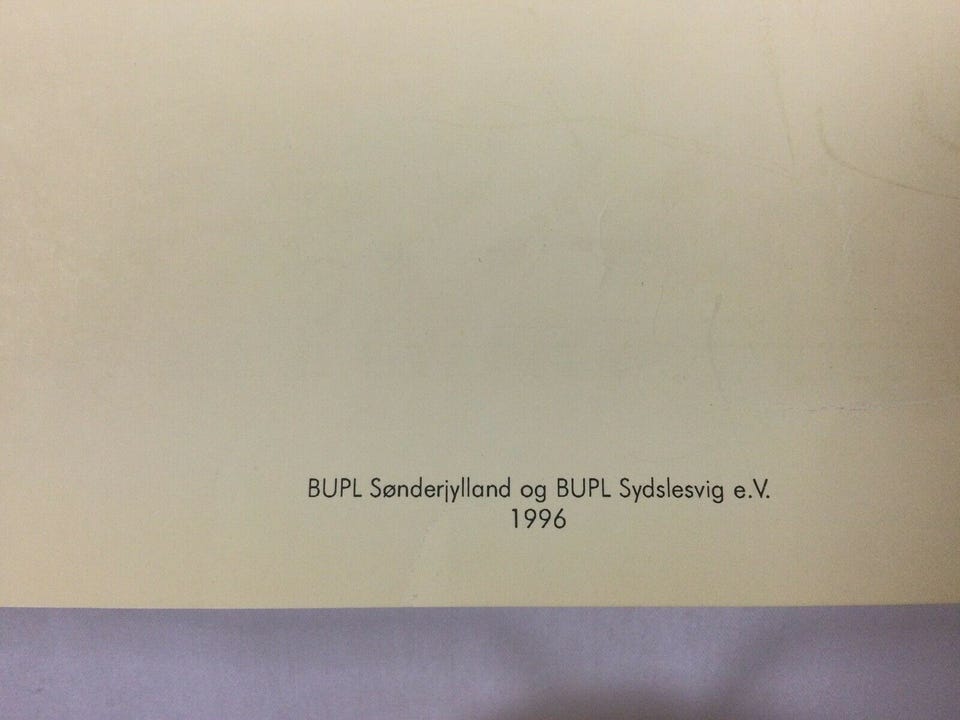 BUPL Sønderjylland og BUPL Sydslesvig e.V.
1996